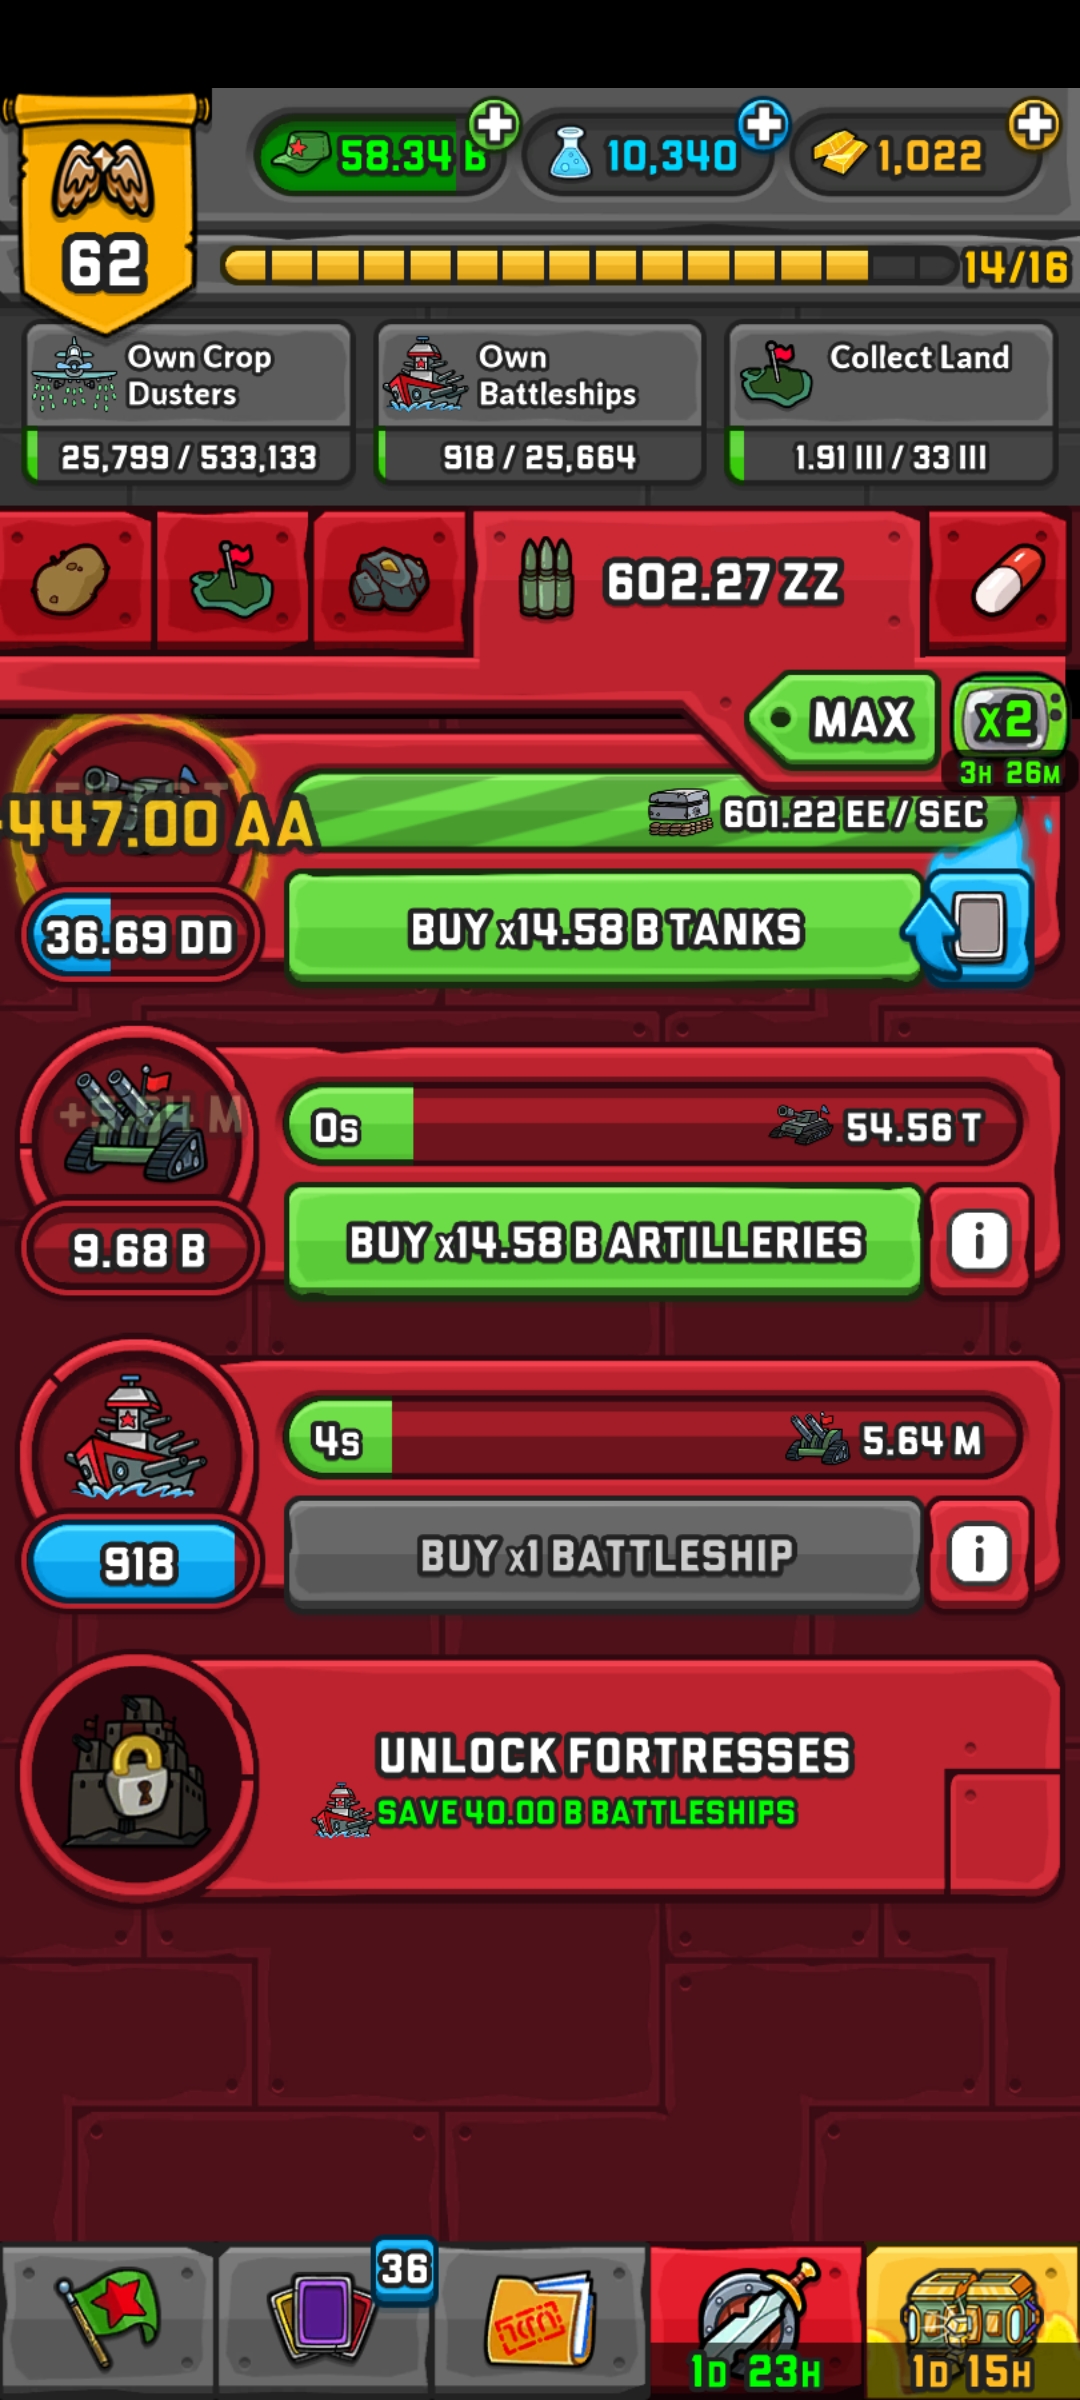 58.34 B
10,340
1,022
62
14/16
Own Crop
Dusters
25,799 / 533,133
Own
Battleships
918 / 25,664
Collect Land
1.91 III / 33 III
602.27 ZZ
MAX
x2
3H 26M
447.00 AA
601.22 EE / SEC
36.69 DD
BUY x14.58 B TANKS
+5.64 M
0s
54.56 T
9.68 B
BUY x14.58 B ARTILLERIES
i
4s
5.64 M
918
BUY x1 BATTLESHIP
i
UNLOCK FORTRESSES
SAVE 40.00 B BATTLESHIPS
36
1D 23H
1D 15H